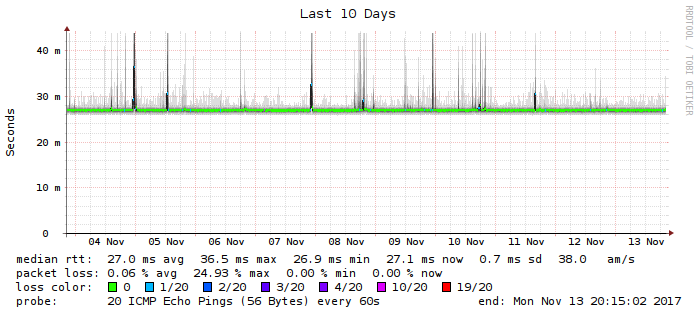 Last 10 Days
RRDTOOL / TOBI OETIKER
Seconds
40 m
30 m
20 m
10 m
0
04 Nov 05 Nov 06 Nov 07 Nov 08 Nov 09 Nov 10 Nov 11 Nov 12 Nov 13 Nov
median rtt: 27.0 ms avg 36.5 ms max 26.9 ms min 27.1 ms now 0.7 ms sd 38.0 am/s
packet loss: 0.06 % avg 24.93 % max 0.00 % min 0.00 % now
loss color: 0 1/20 2/20 3/20 4/20 10/20 19/20
probe: 20 ICMP Echo Pings (56 Bytes) every 60s end: Mon Nov 13 20:15:02 2017